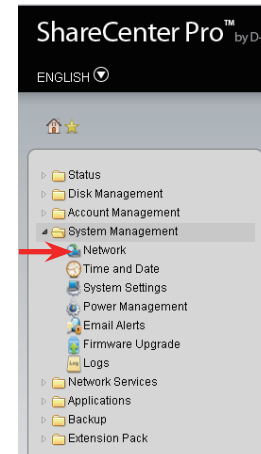 ShareCenter Pro™ by D-
ENGLISH
Status
Disk Management
Account Management
System Management
Network
Time and Date
System Settings
Power Management
Email Alerts
Firmware Upgrade
Logs
Network Services
Applications
Backup
Extension Pack